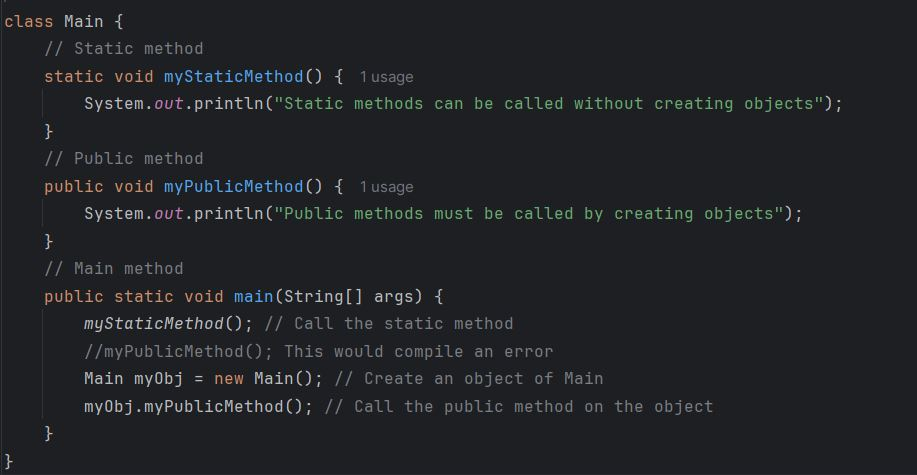 class Main {
    // Static method
    static void myStaticMethod() { 1 usage
        System.out.println("Static methods can be called without creating objects");
    }
    // Public method
    public void myPublicMethod() { 1 usage
        System.out.println("Public methods must be called by creating objects");
    }
    // Main method
    public static void main(String[] args) {
        myStaticMethod(); // Call the static method
        //myPublicMethod(); This would compile an error
        Main myObj = new Main(); // Create an object of Main
        myObj.myPublicMethod(); // Call the public method on the object
    }
}